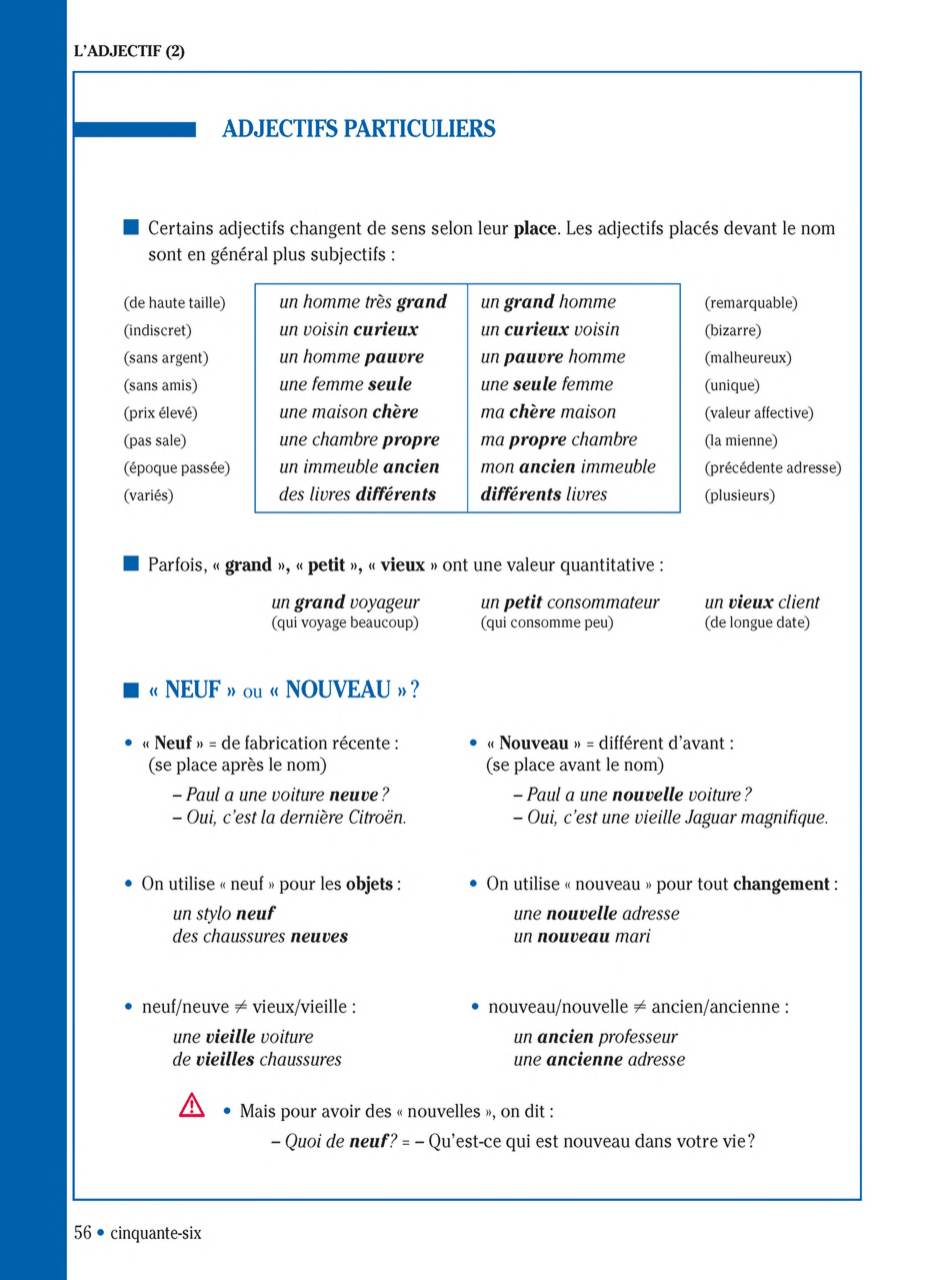 L'ADJECTIF (2)
ADJECTIFS PARTICULIERS
Certains adjectifs changent de sens selon leur place. Les adjectifs placés devant le nom
sont en général plus subjectifs :
(de haute taille) un homme très grand un grand homme (remarquable)
(indiscret) un voisin curieux un curieux voisin (bizarre)
(sans argent) un homme pauvre un pauvre homme (malheureux)
(sans amis) une femme seule une seule femme (unique)
(prix élevé) une maison chère ma chère maison (valeur affective)
(pas sale) une chambre propre ma propre chambre (la mienne)
(époque passée) un immeuble ancien mon ancien immeuble (précédente adresse)
(variés) des livres différents différents livres (plusieurs)
Parfois, « grand », « petit », « vieux » ont une valeur quantitative :
un grand voyageur un petit consommateur un vieux client
(qui voyage beaucoup) (qui consomme peu) (de longue date)
« NEUF » ou « NOUVEAU » ?
• « Neuf » = de fabrication récente :
(se place après le nom)
– Paul a une voiture neuve ?
– Oui, c'est la dernière Citroën.
• « Nouveau » = différent d'avant :
(se place avant le nom)
– Paul a une nouvelle voiture ?
– Oui, c'est une vieille Jaguar magnifique.
• On utilise « neuf » pour les objets :
un stylo neuf
des chaussures neuves
• On utilise « nouveau » pour tout changement :
une nouvelle adresse
un nouveau mari
• neuf/neuve ≠ vieux/vieille :
une vieille voiture
de vieilles chaussures
• nouveau/nouvelle ≠ ancien/ancienne :
un ancien professeur
une ancienne adresse
• Mais pour avoir des « nouvelles », on dit :
– Quoi de neuf ? = – Qu'est-ce qui est nouveau dans votre vie ?
56 • cinquante-six